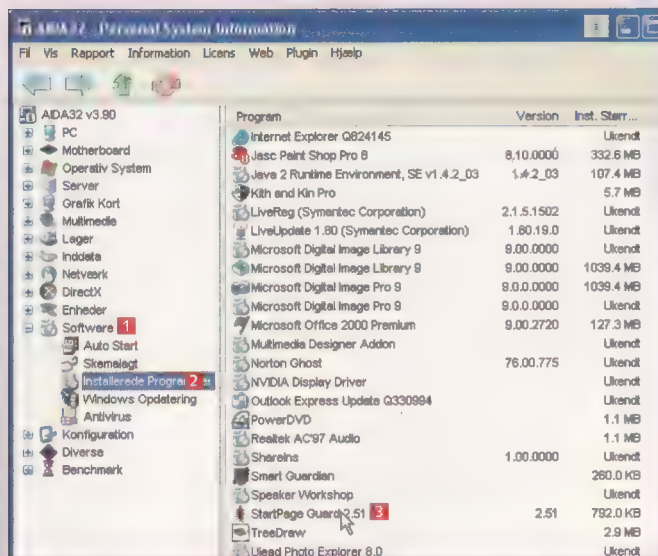 AIDA32 - Personal System Information
Fil Vis Rapport Information Licens Web Plugin Hjælp
AIDA32 v3.90
PC
Motherboard
Operativ System
Server
Grafik Kort
Multimedie
Lager
Inddata
Netværk
DirectX
Enheder
Software 1
Auto Start
Skemalagt
Installerede Progra 2
Windows Opdatering
Antivirus
Konfiguration
Diverse
Benchmark
Program Version Inst. Størr...
Internet Explorer Q824145 Ukendt
Jasc Paint Shop Pro 8 8,10.0000 332.6 MB
Java 2 Runtime Environment, SE v1.4.2_03 1.4.2_03 107.4 MB
Kith and Kin Pro 5.7 MB
LiveReg (Symantec Corporation) 2.1.5.1502 Ukendt
LiveUpdate 1.80 (Symantec Corporation) 1.80.19.0 Ukendt
Microsoft Digital Image Library 9 9.00.0000 Ukendt
Microsoft Digital Image Library 9 9.00.0000 1039.4 MB
Microsoft Digital Image Pro 9 9.0.0.0000 1039.4 MB
Microsoft Digital Image Pro 9 9.0.0.0000 Ukendt
Microsoft Office 2000 Premium 9.00.2720 127.3 MB
Multimedia Designer Addon Ukendt
Norton Ghost 76.00.775 Ukendt
NVIDIA Display Driver Ukendt
Outlook Express Update Q330994 Ukendt
PowerDVD 1.1 MB
Realtek AC'97 Audio 1.1 MB
ShareIns 1.00.0000 Ukendt
Smart Guardian 260.0 KB
Speaker Workshop Ukendt
StartPage Guard 2.51 3 2.51 792.0 KB
TreeDraw 2.9 MB
Ulead Photo Explorer 8.0 Ukendt